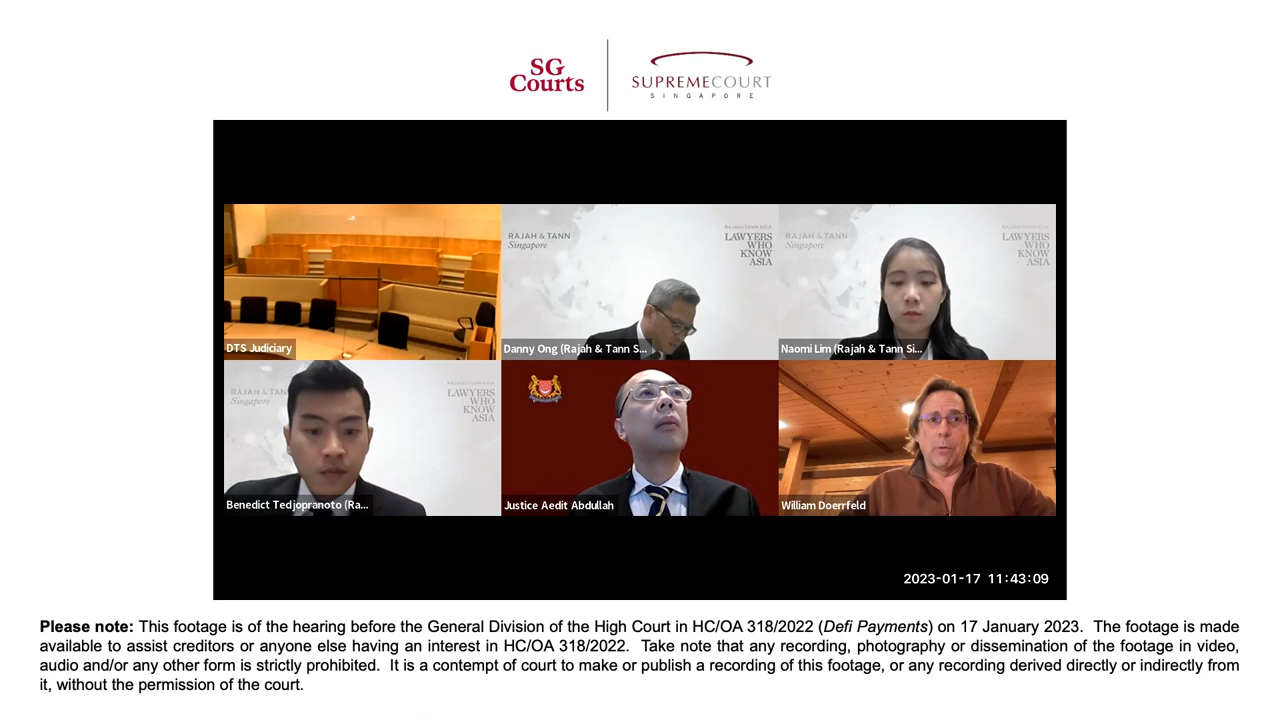 SG
Courts
SUPREMECOURT
SINGAPORE
RAJAH & TANN
Singapore
LAWYERS
WHO
KNOW
ASIA
RAJAH & TANN
Singapore
LAWYERS
WHO
KNOW
ASIA
DTS Judiciary
Danny Ong (Rajah & Tann S...
Naomi Lim (Rajah & Tann Si...
RAJAH & TANN
Singapore
LAWYERS
WHO
KNOW
ASIA
Benedict Tedjopranoto (Ra...
Justice Aedit Abdullah
William Doerrfeld
2023-01-17 11:43:09
Please note: This footage is of the hearing before the General Division of the High Court in HC/OA 318/2022 (Defi Payments) on 17 January 2023. The footage is made
available to assist creditors or anyone else having an interest in HC/OA 318/2022. Take note that any recording, photography or dissemination of the footage in video,
audio and/or any other form is strictly prohibited. It is a contempt of court to make or publish a recording of this footage, or any recording derived directly or indirectly from
it, without the permission of the court.